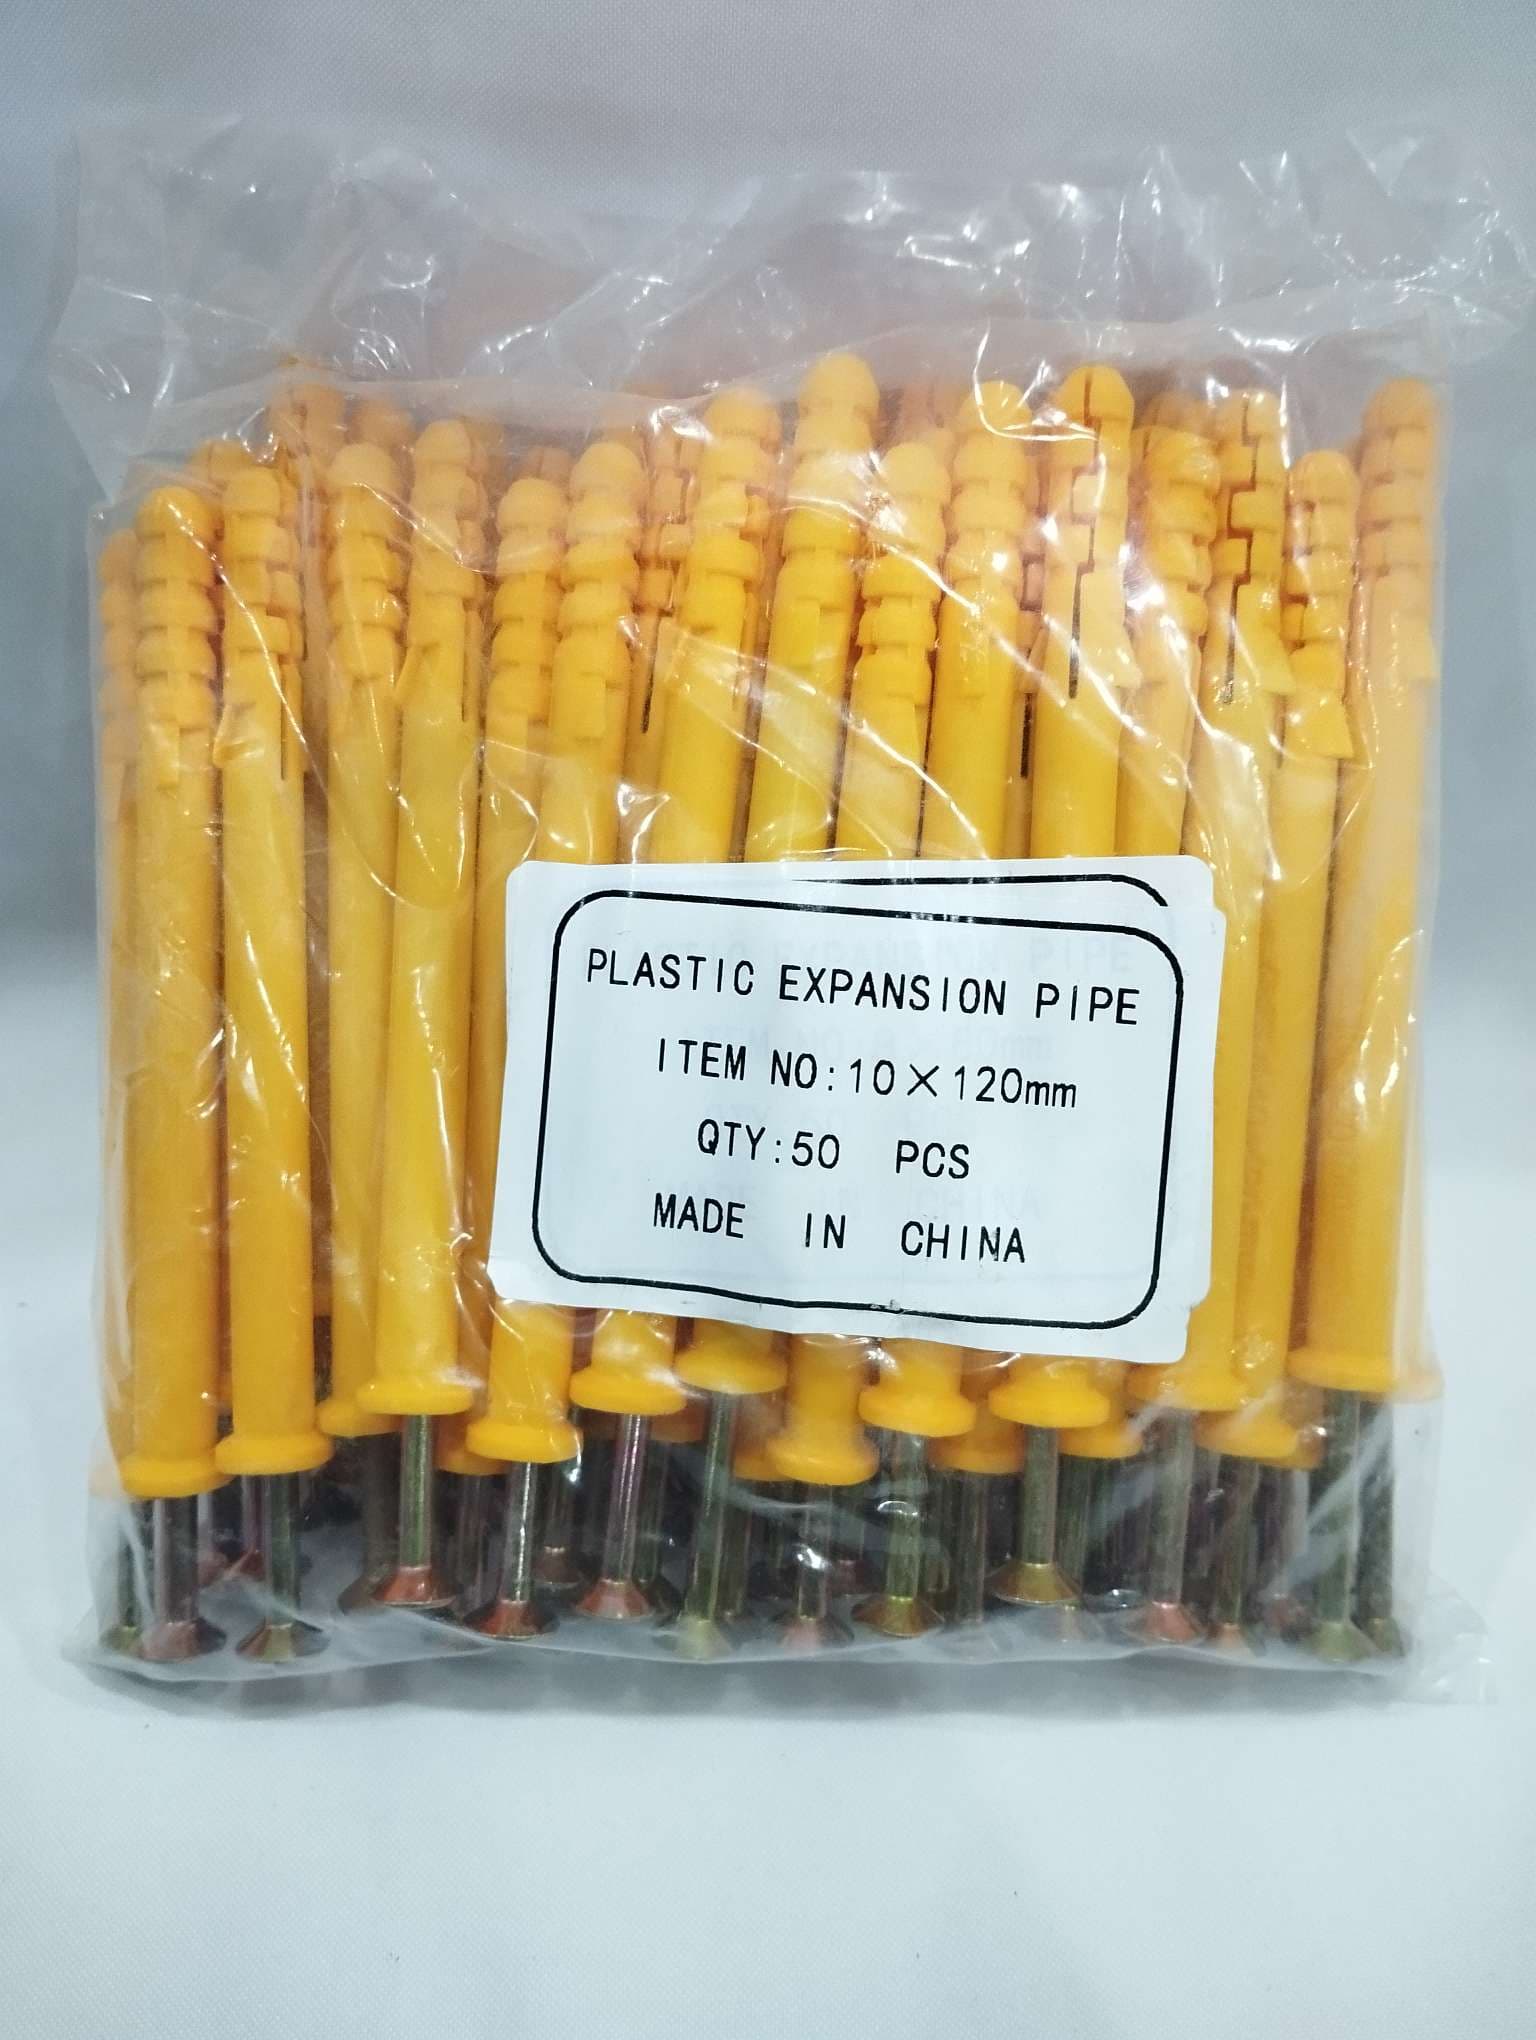 PLASTIC EXPANSION PIPE
ITEM NO:10×120mm
QTY:50 PCS
MADE IN CHINA